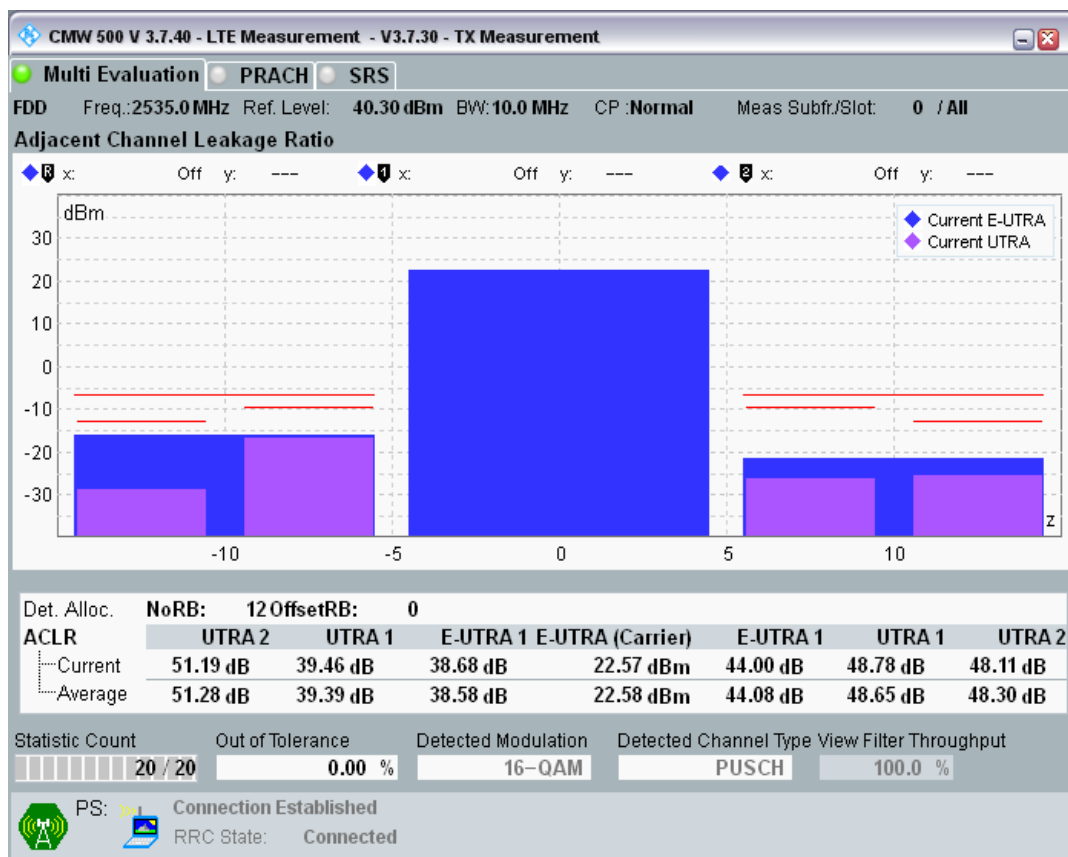 CMW 500 V 3.7.40 - LTE Measurement - V3.7.30 - TX Measurement
Multi Evaluation PRACH SRS
FDD Freq.:2535.0 MHz Ref. Level: 40.30 dBm BW:10.0 MHz CP :Normal Meas Subfr./Slot: 0 / All
Adjacent Channel Leakage Ratio
R x: Off y: --- 1 x: Off y: --- 2 x: Off y: ---
dBm
Current E-UTRA
Current UTRA
30
20
10
0
-10
-20
-30
z
-10 -5 0 5 10
Det. Alloc. NoRB: 12 OffsetRB: 0
ACLR UTRA 2 UTRA 1 E-UTRA 1 E-UTRA (Carrier) E-UTRA 1 UTRA 1 UTRA 2
Current 51.19 dB 39.46 dB 38.68 dB 22.57 dBm 44.00 dB 48.78 dB 48.11 dB
Average 51.28 dB 39.39 dB 38.58 dB 22.58 dBm 44.08 dB 48.65 dB 48.30 dB
Statistic Count Out of Tolerance Detected Modulation Detected Channel Type View Filter Throughput
20 / 20 0.00 % 16-QAM PUSCH 100.0 %
PS: Connection Established
RRC State: Connected